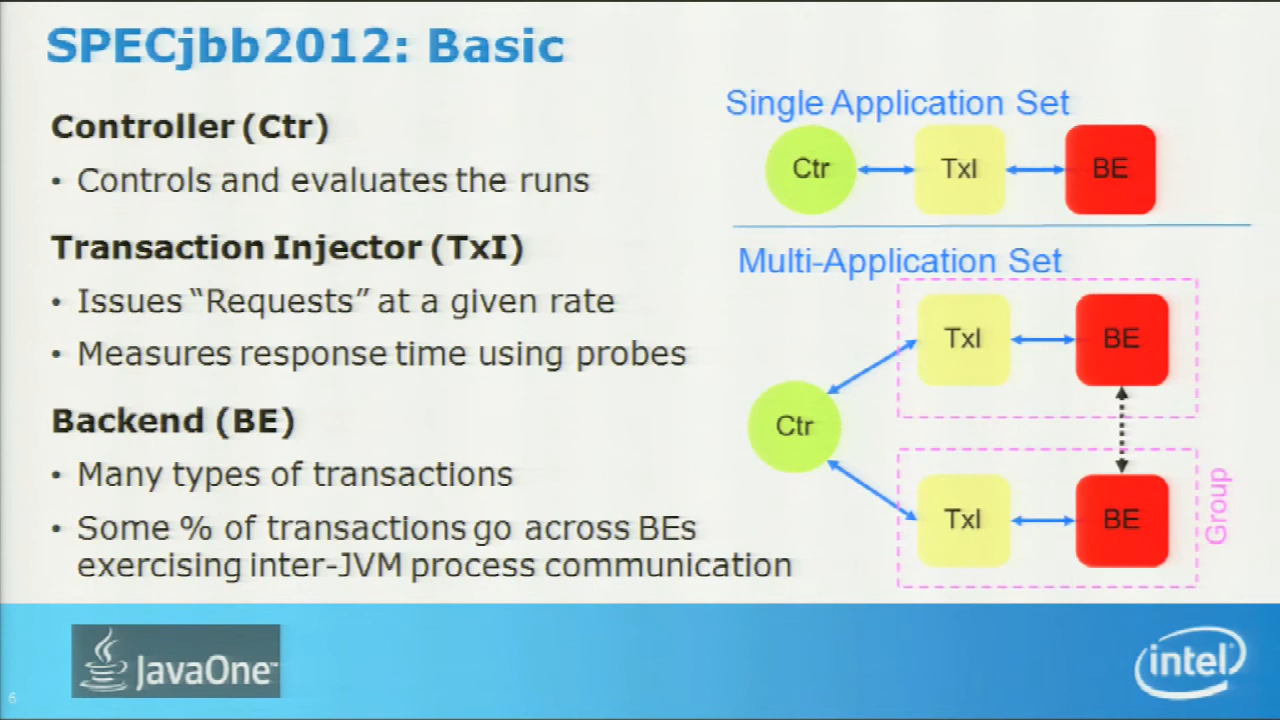 SPECjbb2012: Basic
Controller (Ctr)
• Controls and evaluates the runs
Transaction Injector (TxI)
• Issues “Requests” at a given rate
• Measures response time using probes
Backend (BE)
• Many types of transactions
• Some % of transactions go across BEs
exercising inter-JVM process communication
Single Application Set
Ctr
TxI
BE
Multi-Application Set
TxI
BE
Ctr
TxI
BE
Group
6
JavaOne™
intel